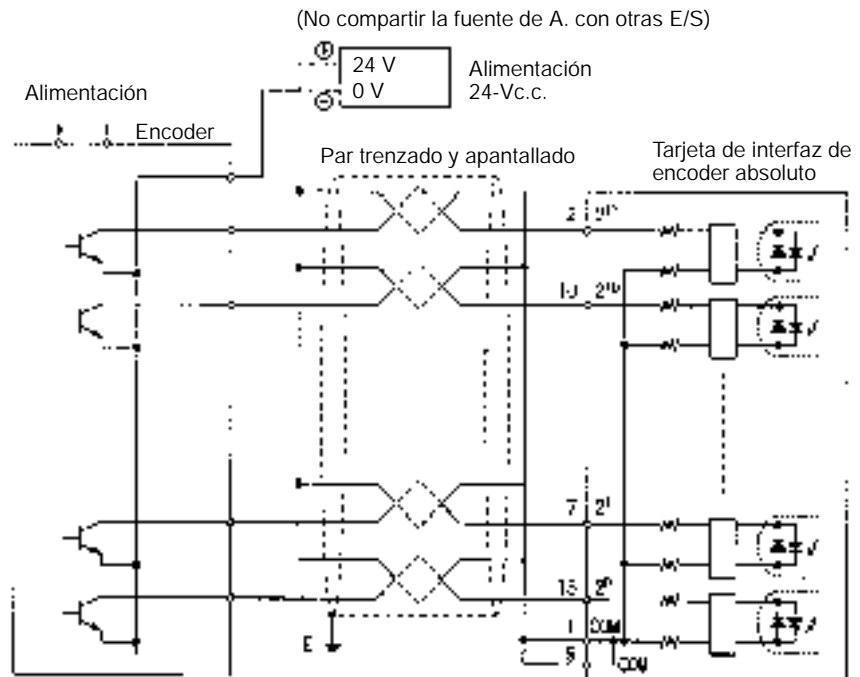 (No compartir la fuente de A. con otras E/S)
24 V
0 V
Alimentación
24-Vc.c.
Alimentación
Encoder
Par trenzado y apantallado
Tarjeta de interfaz de
encoder absoluto
2
10
7 2¹
15 2⁰
1 COM
9
COM
E